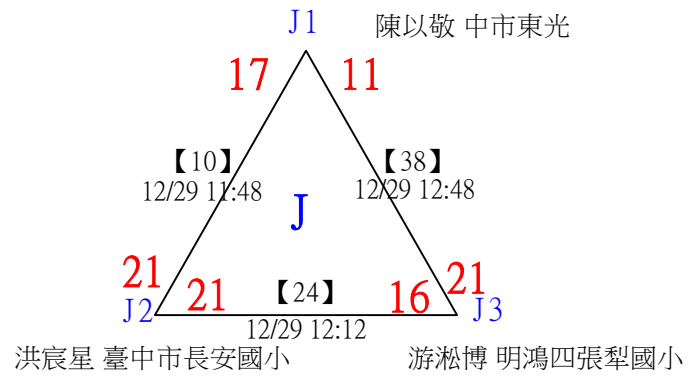 J1
陳以敬 中市東光
17
11
【10】
12/29 11:48
【38】
12/29 12:48
J
21
21
【24】
16
21
J2
J3
12/29 12:12
洪宸星 臺中市長安國小
游淞博 明鴻四張犁國小